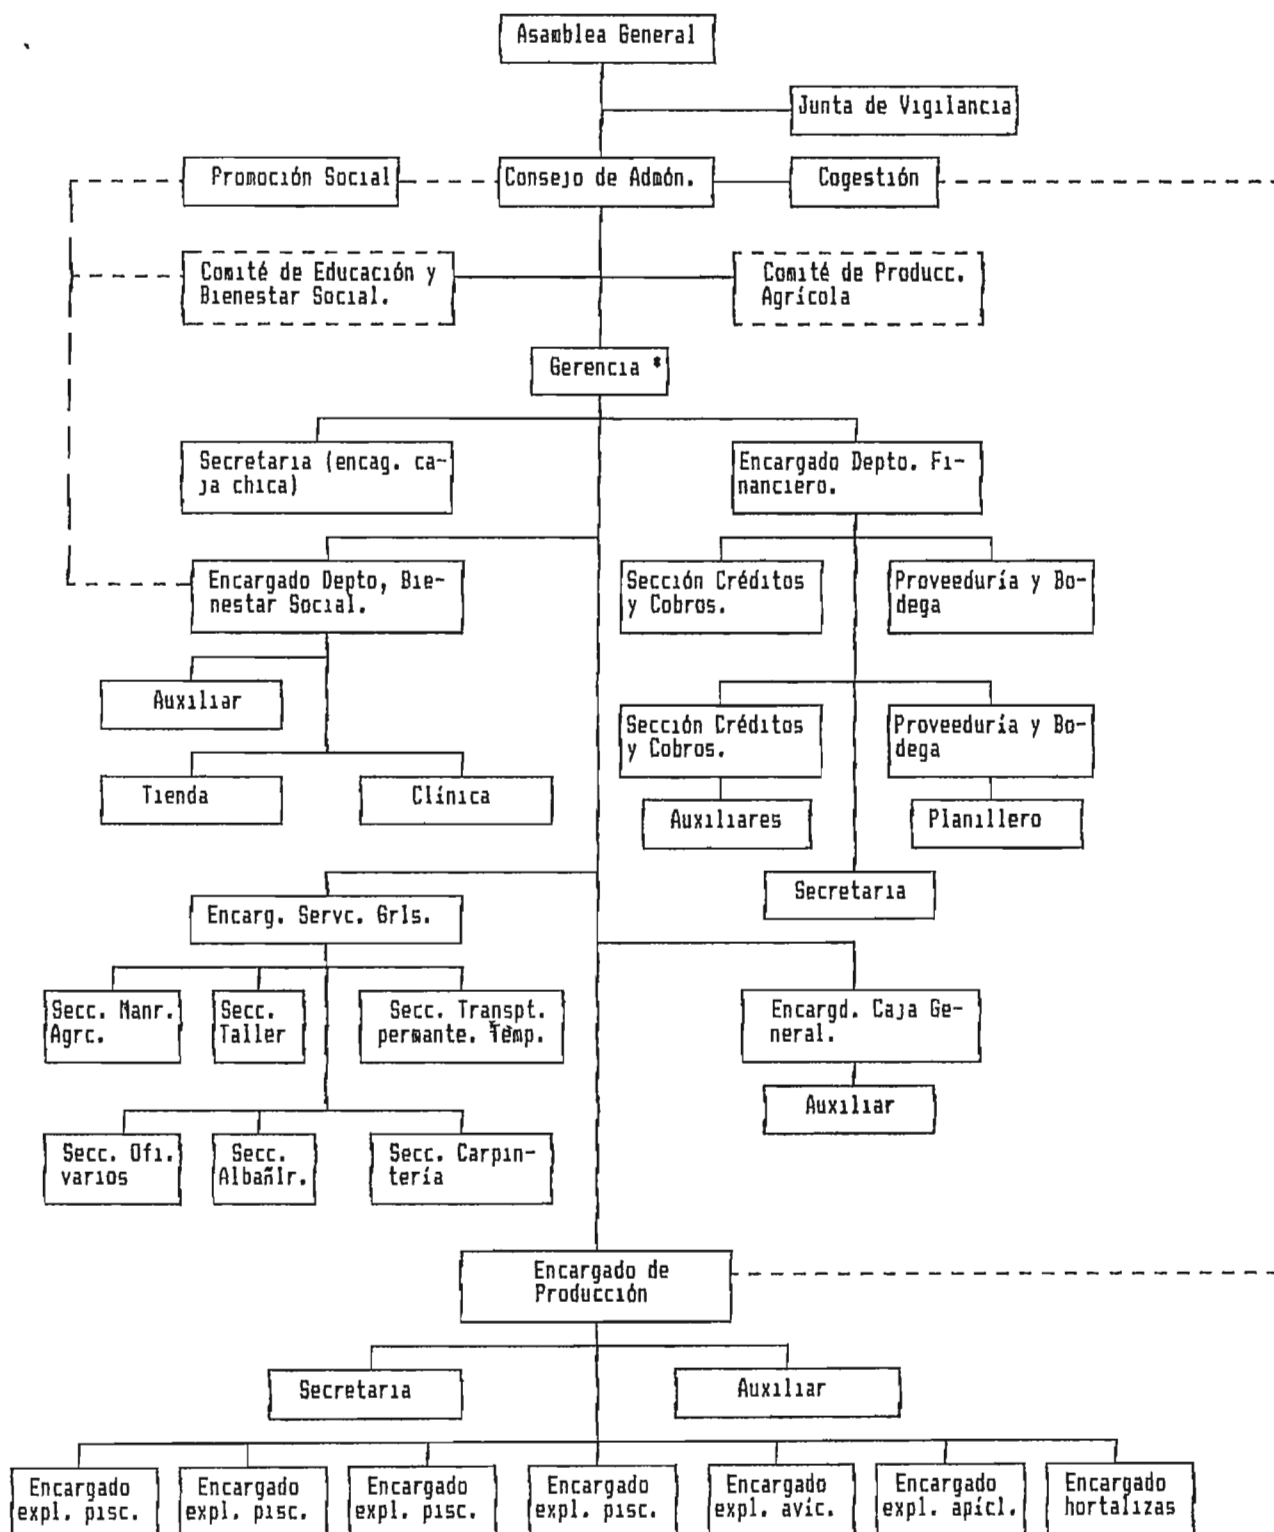 Asamblea General
Junta de Vigilancia
Promoción Social
Consejo de Admón.
Cogestión
Comité de Educación y
Bienestar Social.
Comité de Producc.
Agrícola
Gerencia *
Secretaria (encag. ca-
ja chica)
Encargado Depto. Fi-
nanciero.
Encargado Depto, Bie-
nestar Social.
Sección Créditos
y Cobros.
Proveeduría y Bo-
dega
Auxiliar
Sección Créditos
y Cobros.
Proveeduría y Bo-
dega
Tienda
Clínica
Auxiliares
Planillero
Secretaria
Encarg. Servc. Grls.
Secc. Manr.
Agrc.
Secc.
Taller
Secc. Transpt.
permante. Temp.
Encargd. Caja Ge-
neral.
Auxiliar
Secc. Ofi.
varios
Secc.
Albañlr.
Secc. Carpin-
tería
Encargado de
Producción
Secretaria
Auxiliar
Encargado
expl. pisc.
Encargado
expl. pisc.
Encargado
expl. pisc.
Encargado
expl. pisc.
Encargado
expl. avíc.
Encargado
expl. apícl.
Encargado
hortalizas